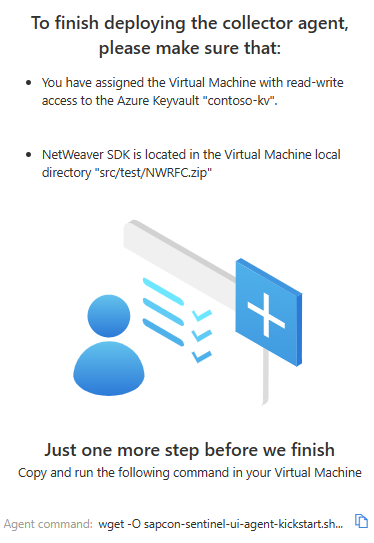 To finish deploying the collector agent,
please make sure that:
• You have assigned the Virtual Machine with read-write
access to the Azure Keyvault "contoso-kv".
• NetWeaver SDK is located in the Virtual Machine local
directory "src/test/NWRFC.zip"
Just one more step before we finish
Copy and run the following command in your Virtual Machine
Agent command: wget -O sapcon-sentinel-ui-agent-kickstart.sh...